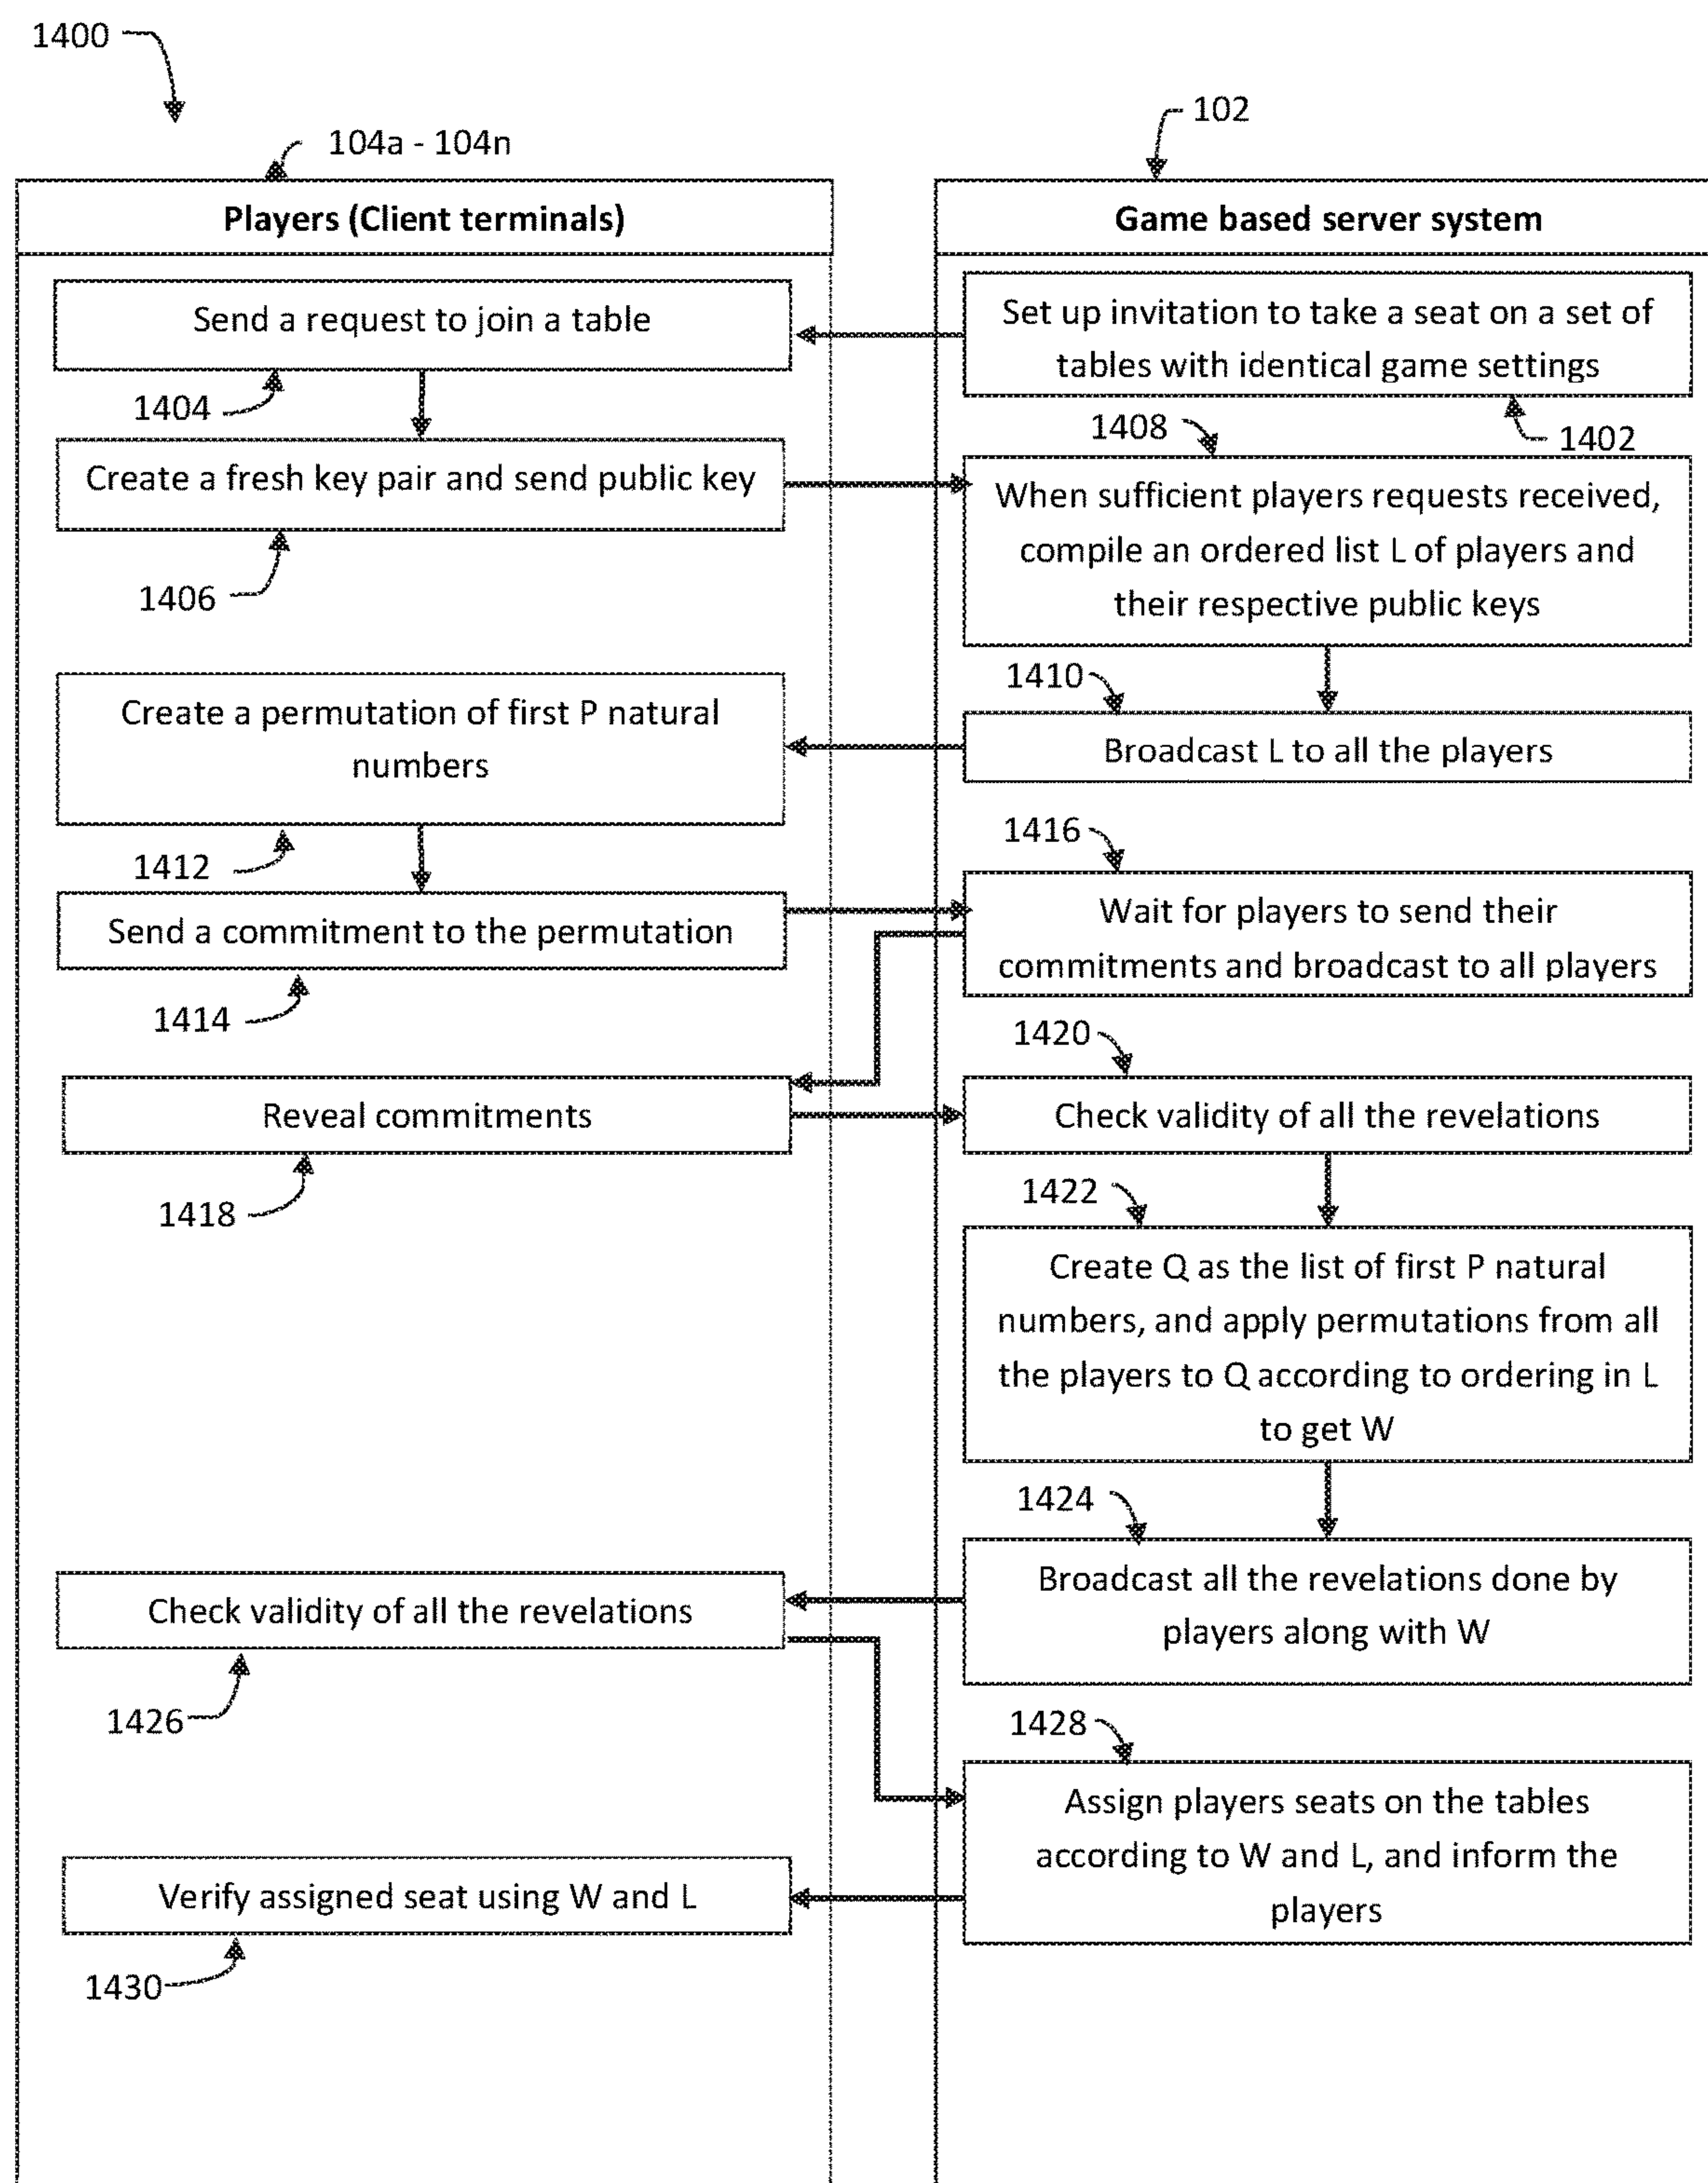 1400
102
104a - 104n
Players (Client terminals)
Game based server system
Set up invitation to take a seat on a set of
tables with identical game settings
1402
Send a request to join a table
1404
Create a fresh key pair and send public key
1406
1408
When sufficient players requests received,
compile an ordered list L of players and
their respective public keys
1410
Broadcast L to all the players
Create a permutation of first P natural
numbers
1412
Send a commitment to the permutation
1414
1416
Wait for players to send their
commitments and broadcast to all players
Reveal commitments
1418
1420
Check validity of all the revelations
1422
Create Q as the list of first P natural
numbers, and apply permutations from all
the players to Q according to ordering in L
to get W
1424
Broadcast all the revelations done by
players along with W
Check validity of all the revelations
1426
1428
Assign players seats on the tables
according to W and L, and inform the
players
Verify assigned seat using W and L
1430